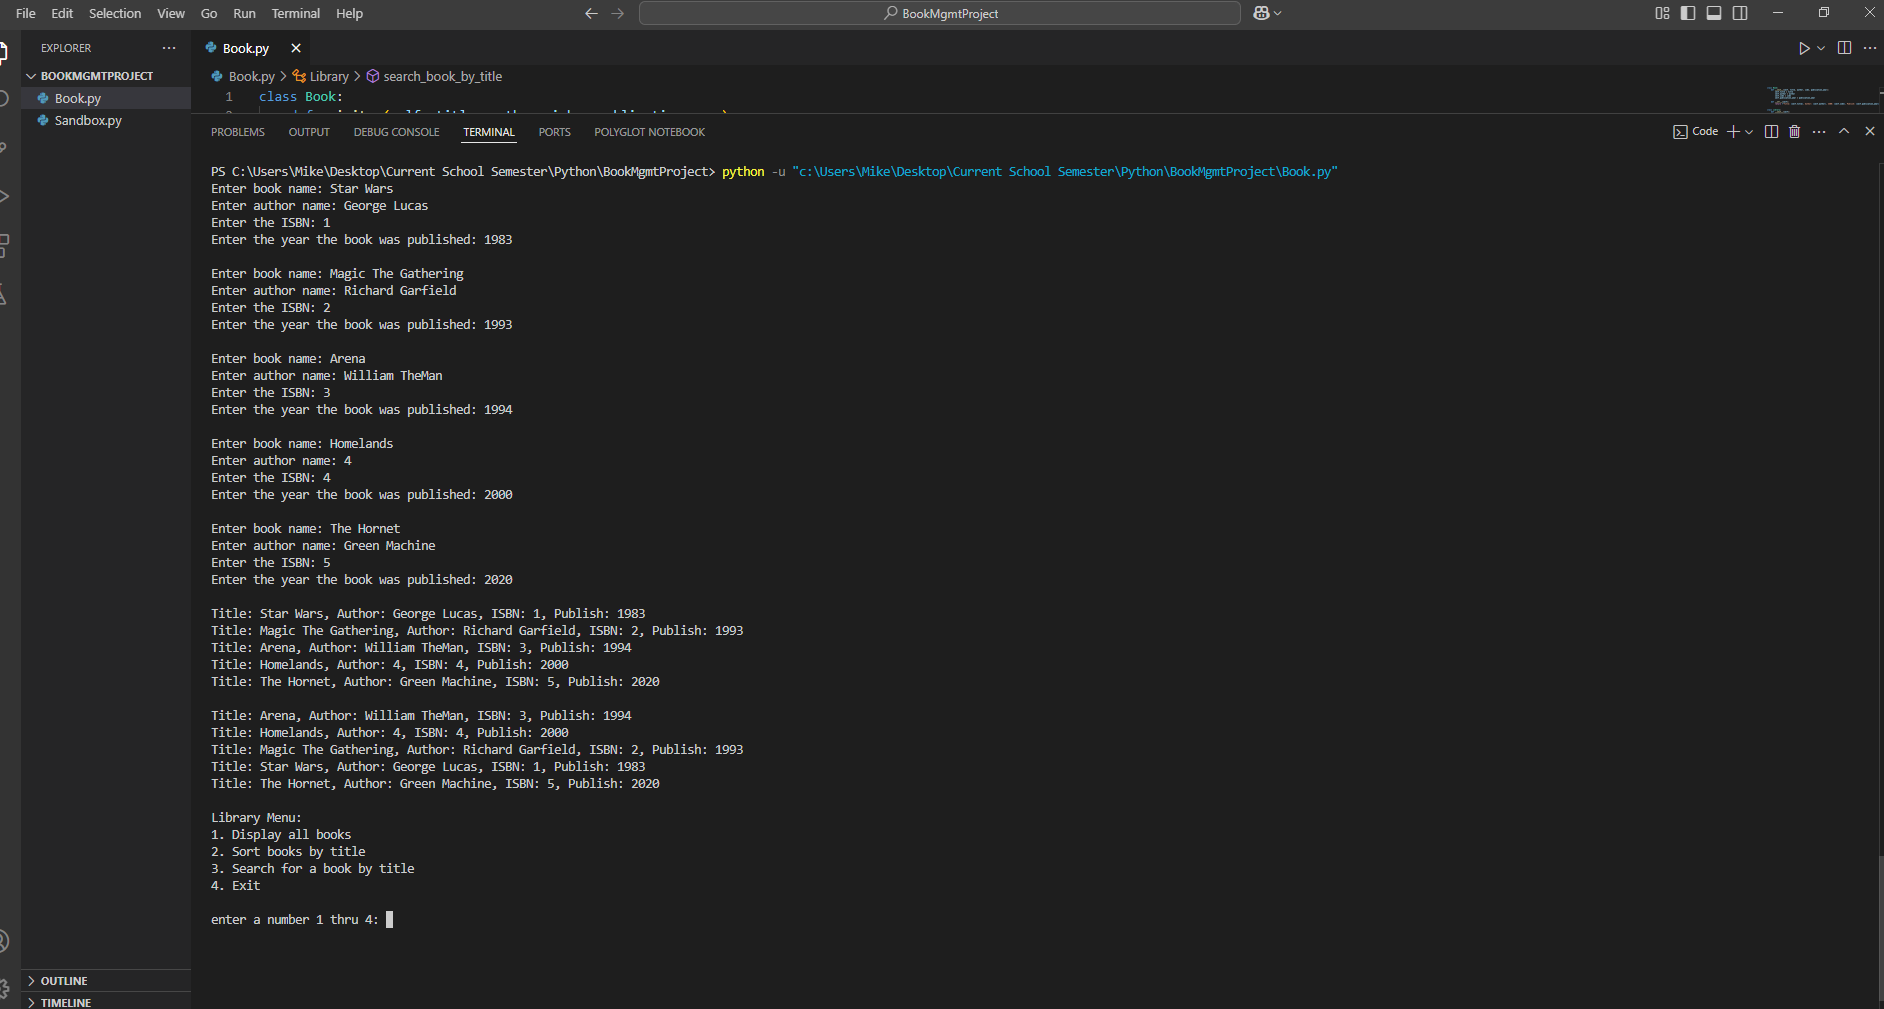 File Edit Selection View Go Run Terminal Help
BookMgmtProject
EXPLORER
BOOKMGMTPROJECT
Book.py
Sandbox.py
OUTLINE
TIMELINE
Book.py
Book.py > Library > search_book_by_title
1 class Book:
PROBLEMS OUTPUT DEBUG CONSOLE TERMINAL PORTS POLYGLOT NOTEBOOK
Code
PS C:\Users\Mike\Desktop\Current School Semester\Python\BookMgmtProject> python -u "c:\Users\Mike\Desktop\Current School Semester\Python\BookMgmtProject\Book.py"
Enter book name: Star Wars
Enter author name: George Lucas
Enter the ISBN: 1
Enter the year the book was published: 1983
Enter book name: Magic The Gathering
Enter author name: Richard Garfield
Enter the ISBN: 2
Enter the year the book was published: 1993
Enter book name: Arena
Enter author name: William TheMan
Enter the ISBN: 3
Enter the year the book was published: 1994
Enter book name: Homelands
Enter author name: 4
Enter the ISBN: 4
Enter the year the book was published: 2000
Enter book name: The Hornet
Enter author name: Green Machine
Enter the ISBN: 5
Enter the year the book was published: 2020
Title: Star Wars, Author: George Lucas, ISBN: 1, Publish: 1983
Title: Magic The Gathering, Author: Richard Garfield, ISBN: 2, Publish: 1993
Title: Arena, Author: William TheMan, ISBN: 3, Publish: 1994
Title: Homelands, Author: 4, ISBN: 4, Publish: 2000
Title: The Hornet, Author: Green Machine, ISBN: 5, Publish: 2020
Title: Arena, Author: William TheMan, ISBN: 3, Publish: 1994
Title: Homelands, Author: 4, ISBN: 4, Publish: 2000
Title: Magic The Gathering, Author: Richard Garfield, ISBN: 2, Publish: 1993
Title: Star Wars, Author: George Lucas, ISBN: 1, Publish: 1983
Title: The Hornet, Author: Green Machine, ISBN: 5, Publish: 2020
Library Menu:
1. Display all books
2. Sort books by title
3. Search for a book by title
4. Exit
enter a number 1 thru 4: